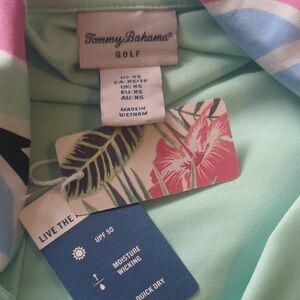 Tommy Bahama
GOLF
US: XS
CA: XS/TP
UK: XS
EU: XS
AU: XS
MADE IN
VIETNAM
LIVE THE
UPF 50
MOISTURE
WICKING
QUICK DRY